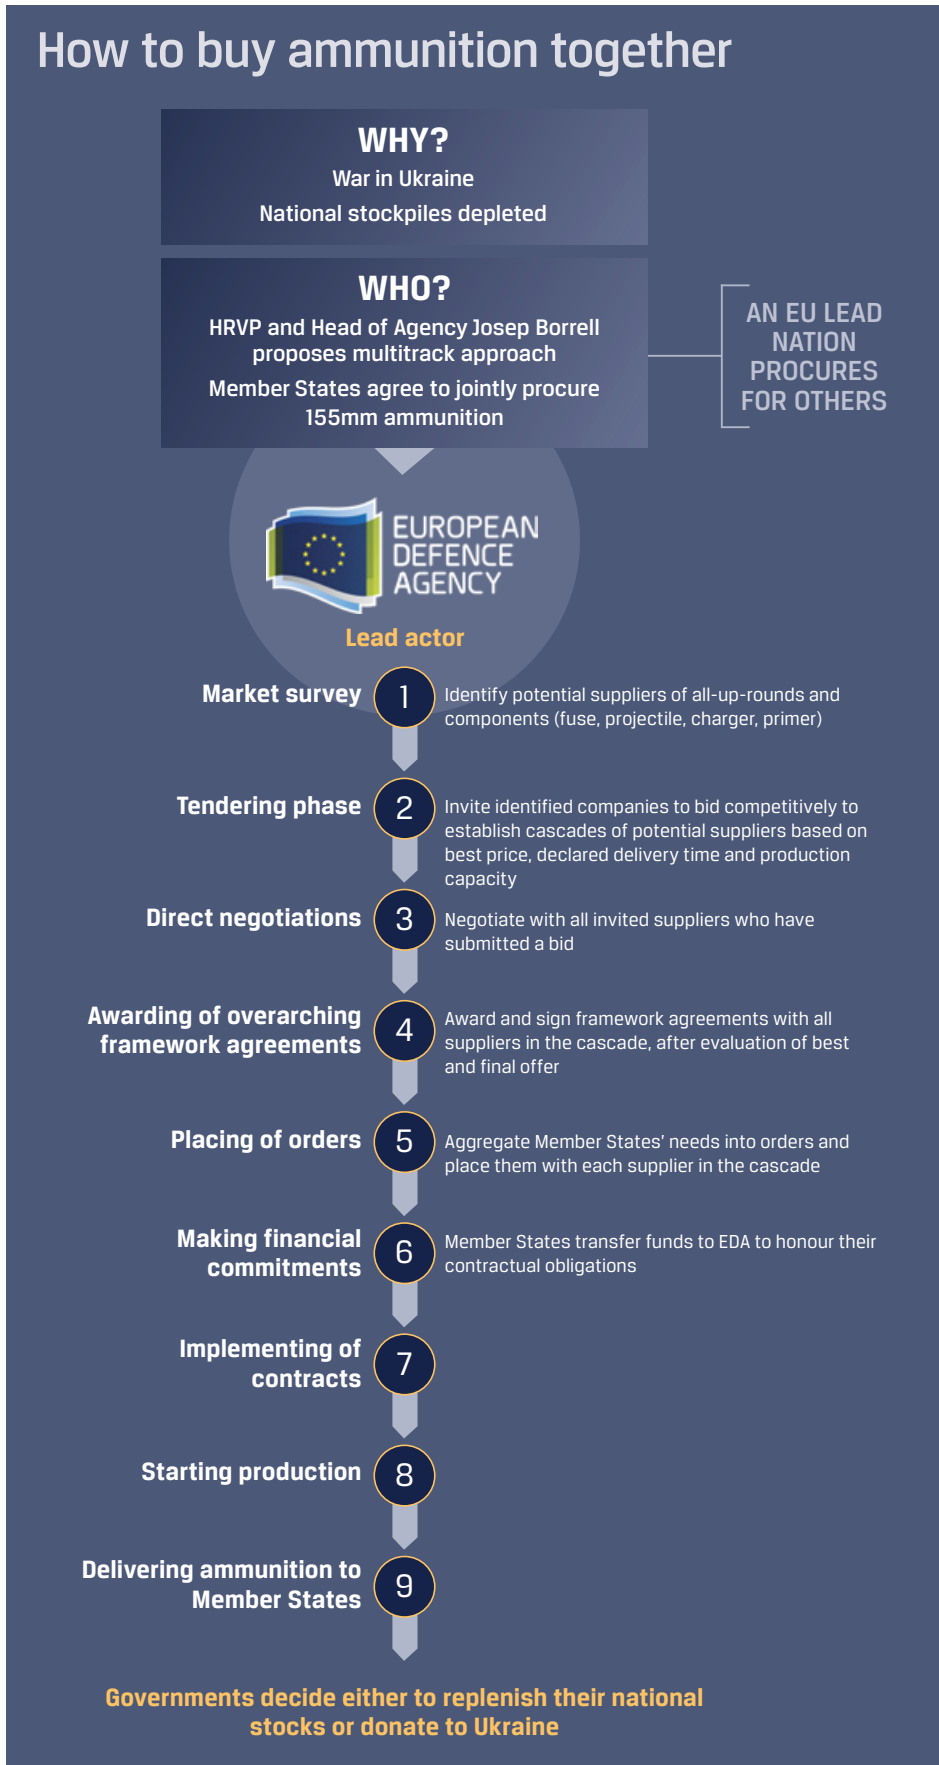 How to buy ammunition together
WHY?
War in Ukraine
National stockpiles depleted
WHO?
HRVP and Head of Agency Josep Borrell
proposes multitrack approach
Member States agree to jointly procure
155mm ammunition
AN EU LEAD
NATION
PROCURES
FOR OTHERS
EUROPEAN
DEFENCE
AGENCY
Lead actor
Market survey
1
Identify potential suppliers of all-up-rounds and
components (fuse, projectile, charger, primer)
Tendering phase
2
Invite identified companies to bid competitively to
establish cascades of potential suppliers based on
best price, declared delivery time and production
capacity
Direct negotiations
3
Negotiate with all invited suppliers who have
submitted a bid
Awarding of overarching
framework agreements
4
Award and sign framework agreements with all
suppliers in the cascade, after evaluation of best
and final offer
Placing of orders
5
Aggregate Member States' needs into orders and
place them with each supplier in the cascade
Making financial
commitments
6
Member States transfer funds to EDA to honour their
contractual obligations
Implementing of
contracts
7
Starting production
8
Delivering ammunition to
Member States
9
Governments decide either to replenish their national
stocks or donate to Ukraine